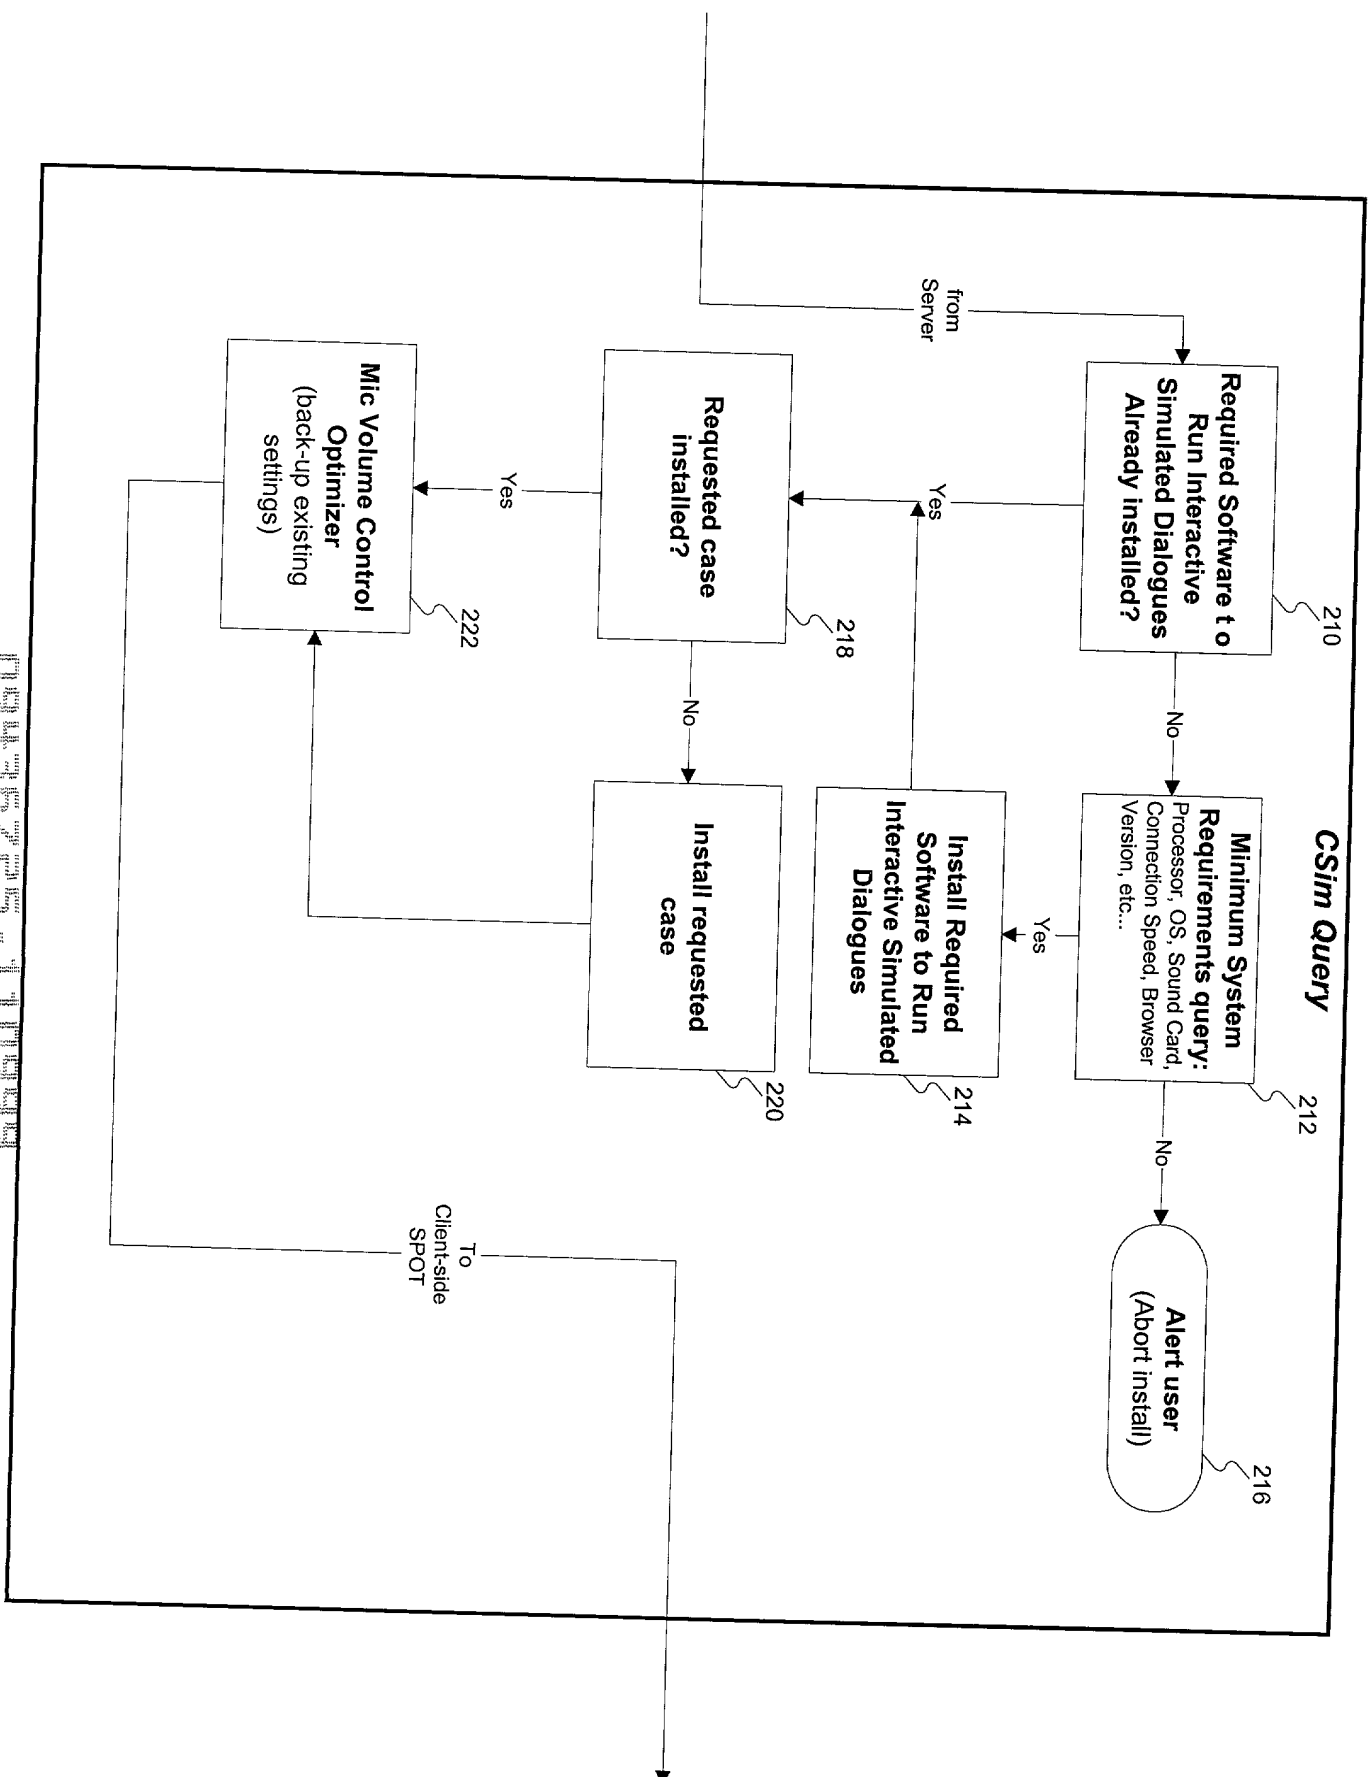 CSim Query
from
Server
Required Software t o
Run Interactive
Simulated Dialogues
Already installed?
210
No
Minimum System
Requirements query:
Processor, OS, Sound Card,
Connection Speed, Browser
Version, etc...
212
No
Alert user
(Abort install)
216
Yes
Yes
Install Required
Software to Run
Interactive Simulated
Dialogues
214
Requested case
installed?
218
No
Install requested
case
220
Yes
Mic Volume Control
Optimizer
(back-up existing
settings)
222
To
Client-side
SPOT